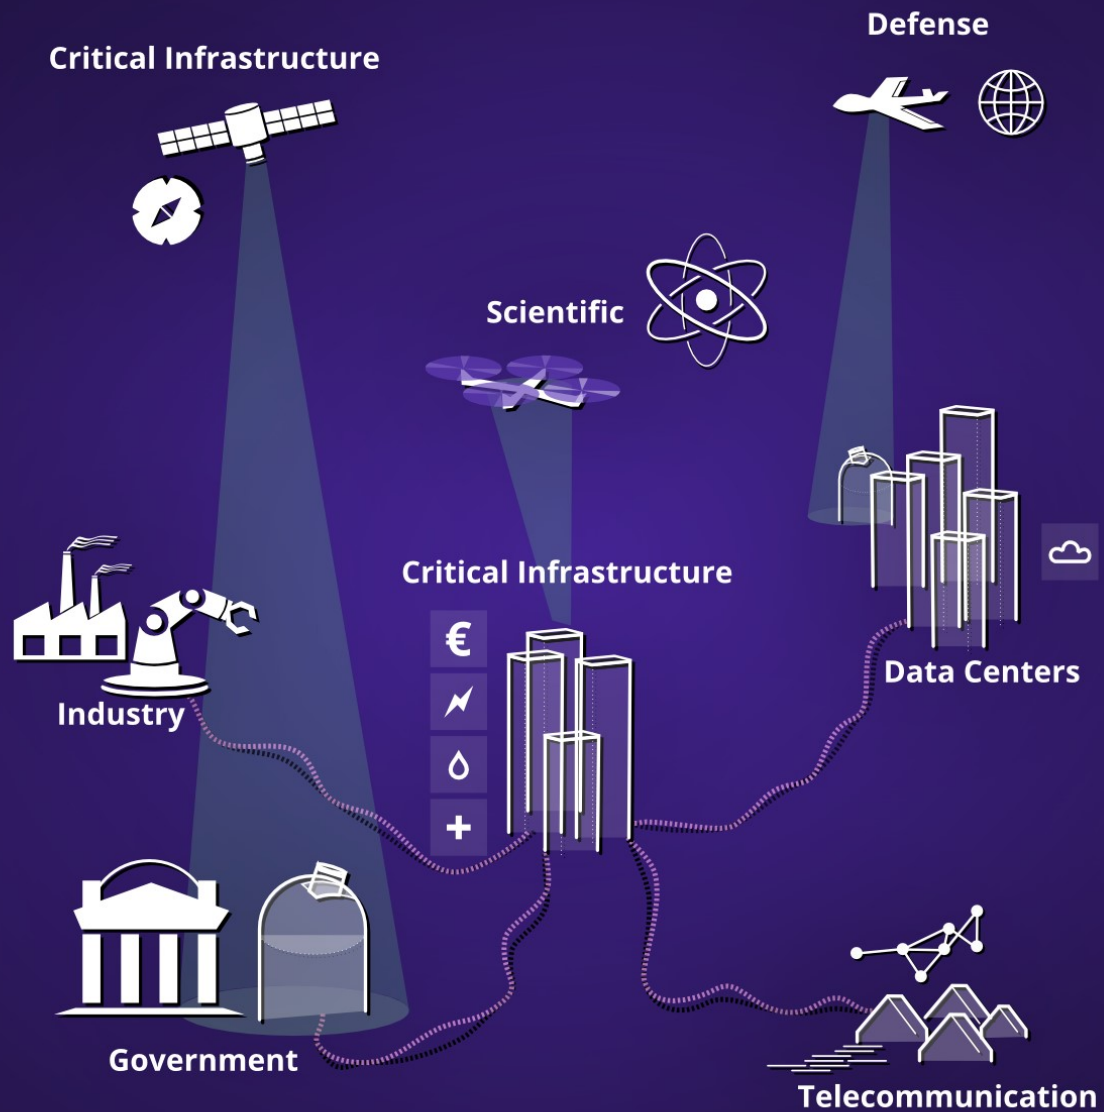 Defense
Critical Infrastructure
Scientific
Critical Infrastructure
€
Data Centers
Industry
Government
Telecommunication